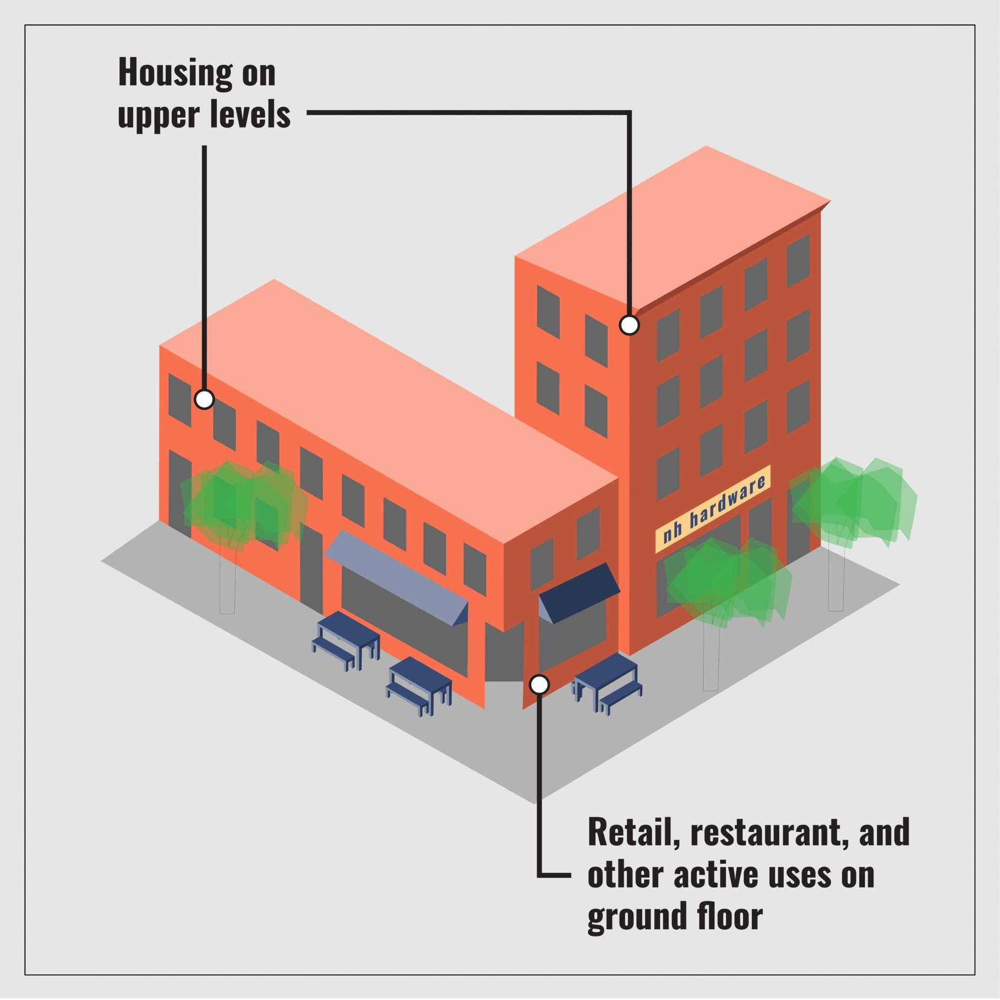 Housing on
upper levels
nh hardware
Retail, restaurant, and
other active uses on
ground floor